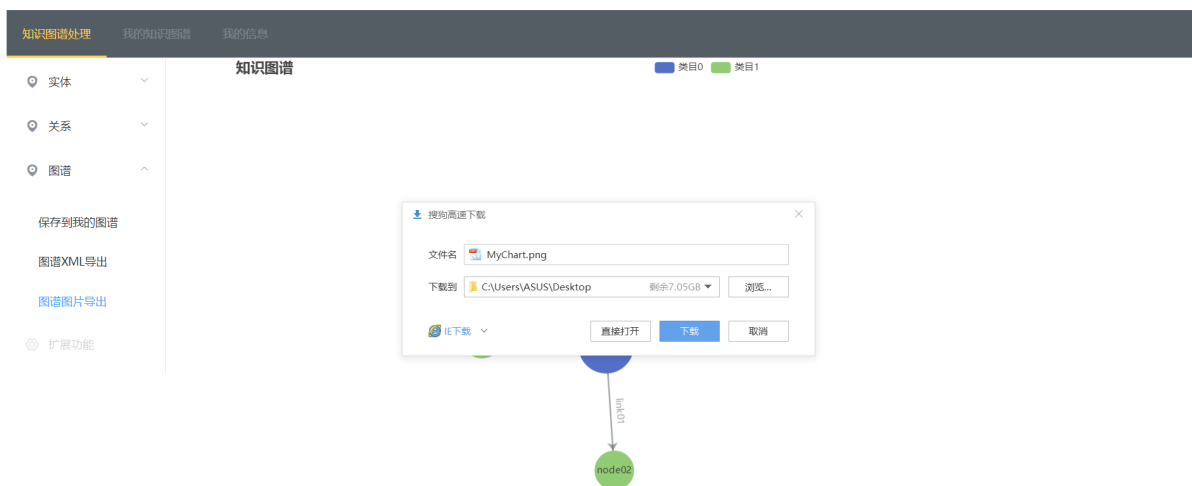 知识图谱处理 我的知识图谱 我的信息
知识图谱
类目0 类目1
实体
关系
图谱
保存到我的图谱
图谱XML导出
图谱图片导出
扩展功能
搜狗高速下载
文件名 MyChart.png
下载到 C:\Users\ASUS\Desktop 剩余7.05GB 浏览...
IE下载 直接打开 下载 取消
link01
node02